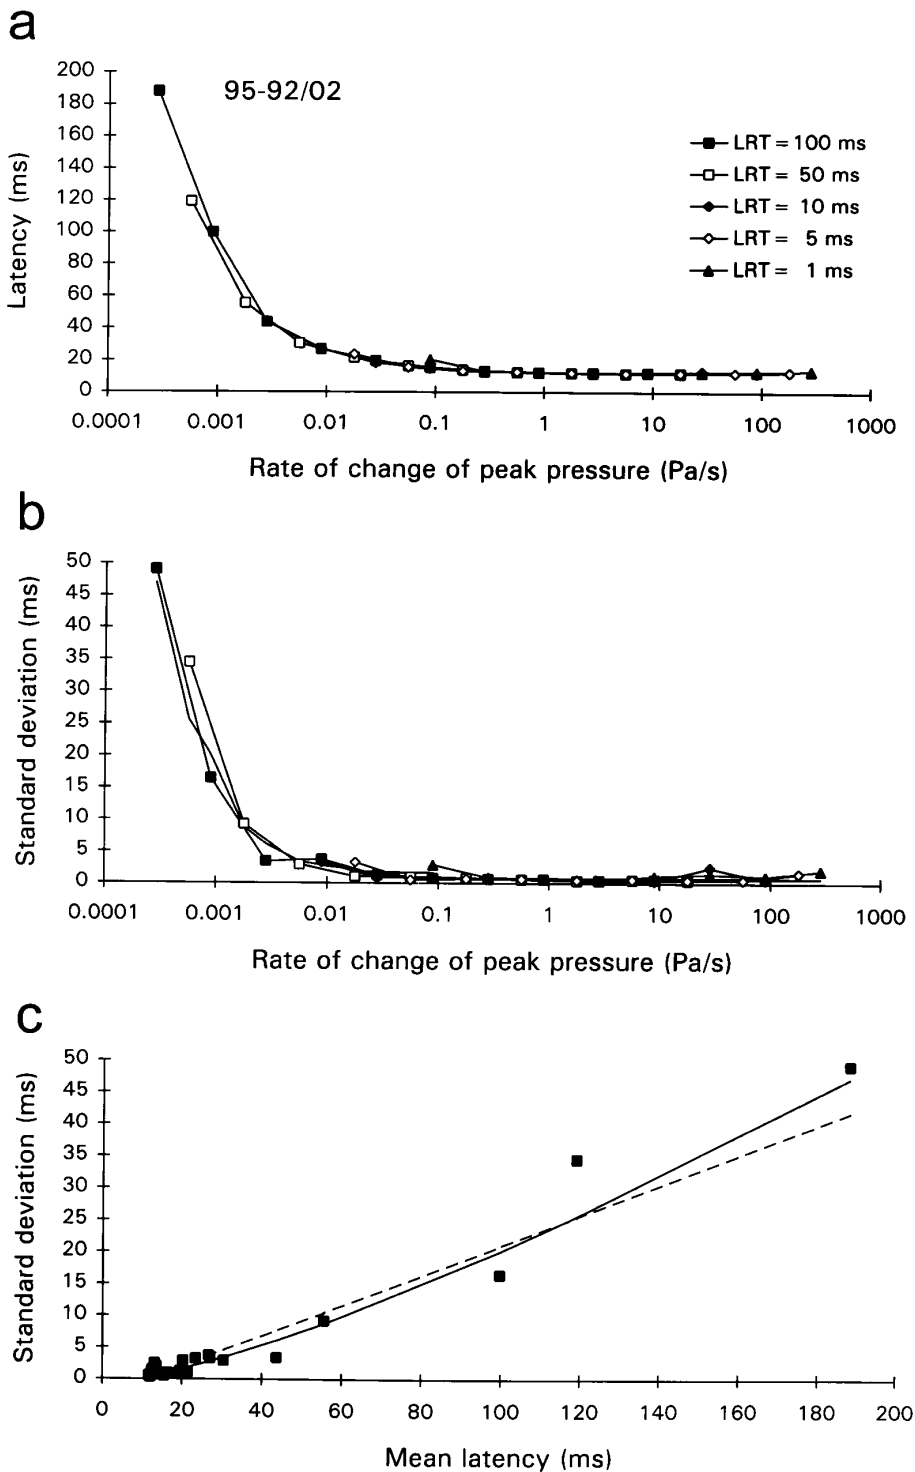 a
200
180
160
140
120
100
80
60
40
20
0
Latency (ms)
95-92/02
LRT = 100 ms
LRT = 50 ms
LRT = 10 ms
LRT = 5 ms
LRT = 1 ms
0.0001 0.001 0.01 0.1 1 10 100 1000
Rate of change of peak pressure (Pa/s)
b
50
45
40
35
30
25
20
15
10
5
0
Standard deviation (ms)
0.0001 0.001 0.01 0.1 1 10 100 1000
Rate of change of peak pressure (Pa/s)
c
50
45
40
35
30
25
20
15
10
5
0
Standard deviation (ms)
0 20 40 60 80 100 120 140 160 180 200
Mean latency (ms)